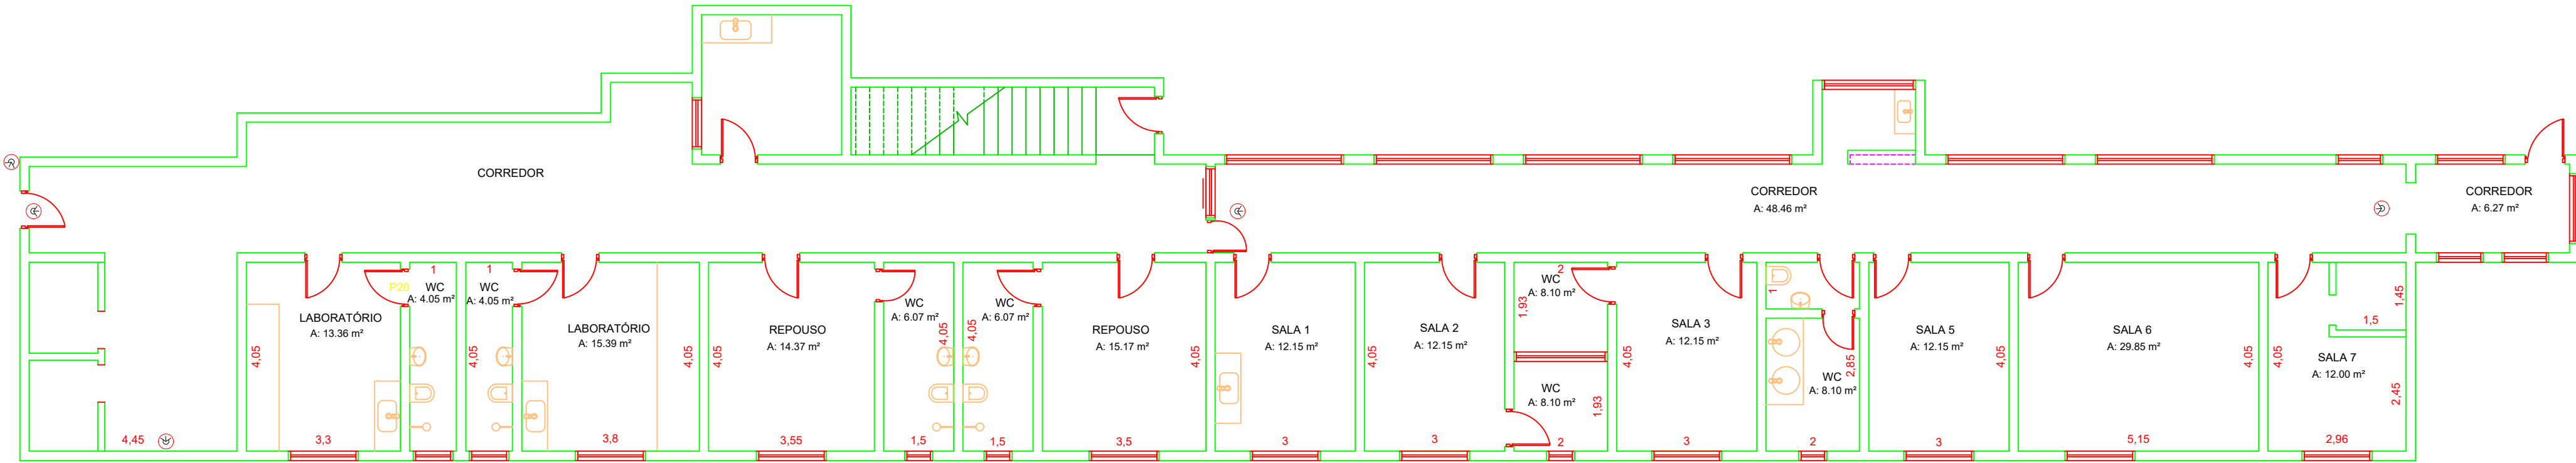 CORREDOR
CORREDOR
A: 48.46 m²
CORREDOR
A: 6.27 m²
4,45
LABORATÓRIO
A: 13.36 m²
4,05
3,3
P20
1
WC
A: 4.05 m²
1
WC
A: 4.05 m²
4,05
LABORATÓRIO
A: 15.39 m²
4,05
3,8
REPOUSO
A: 14.37 m²
4,05
3,55
WC
A: 6.07 m²
4,05
1,5
WC
A: 6.07 m²
4,05
1,5
REPOUSO
A: 15.17 m²
4,05
3,5
SALA 1
A: 12.15 m²
3
SALA 2
A: 12.15 m²
4,05
3
2
WC
A: 8.10 m²
1,93
WC
A: 8.10 m²
1,93
2
SALA 3
A: 12.15 m²
4,05
3
1
2,85
WC
A: 8.10 m²
2
SALA 5
A: 12.15 m²
4,05
3
SALA 6
A: 29.85 m²
4,05
5,15
1,45
1,5
4,05
SALA 7
A: 12.00 m²
2,45
2,96